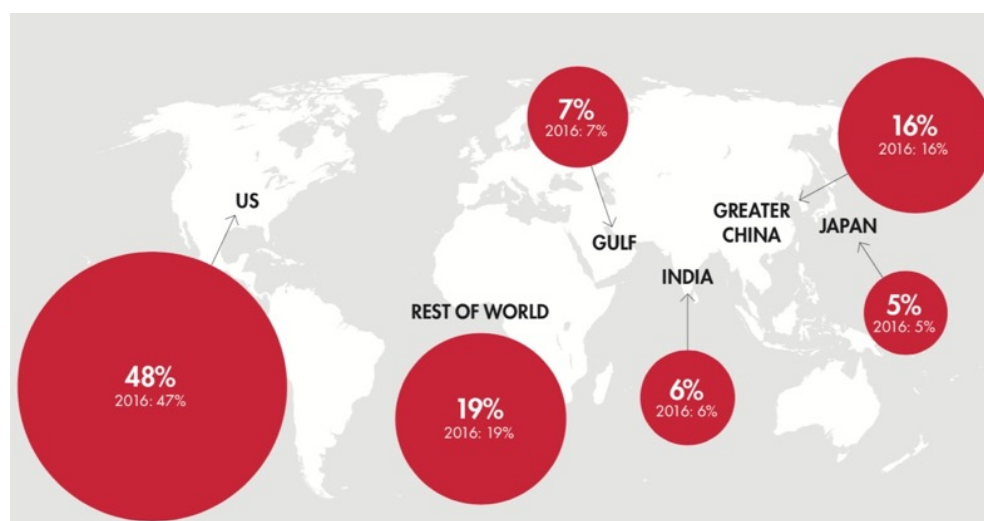 7%
2016: 7%
16%
2016: 16%
US
GREATER
CHINA
JAPAN
GULF
INDIA
REST OF WORLD
5%
2016: 5%
48%
2016: 47%
19%
2016: 19%
6%
2016: 6%